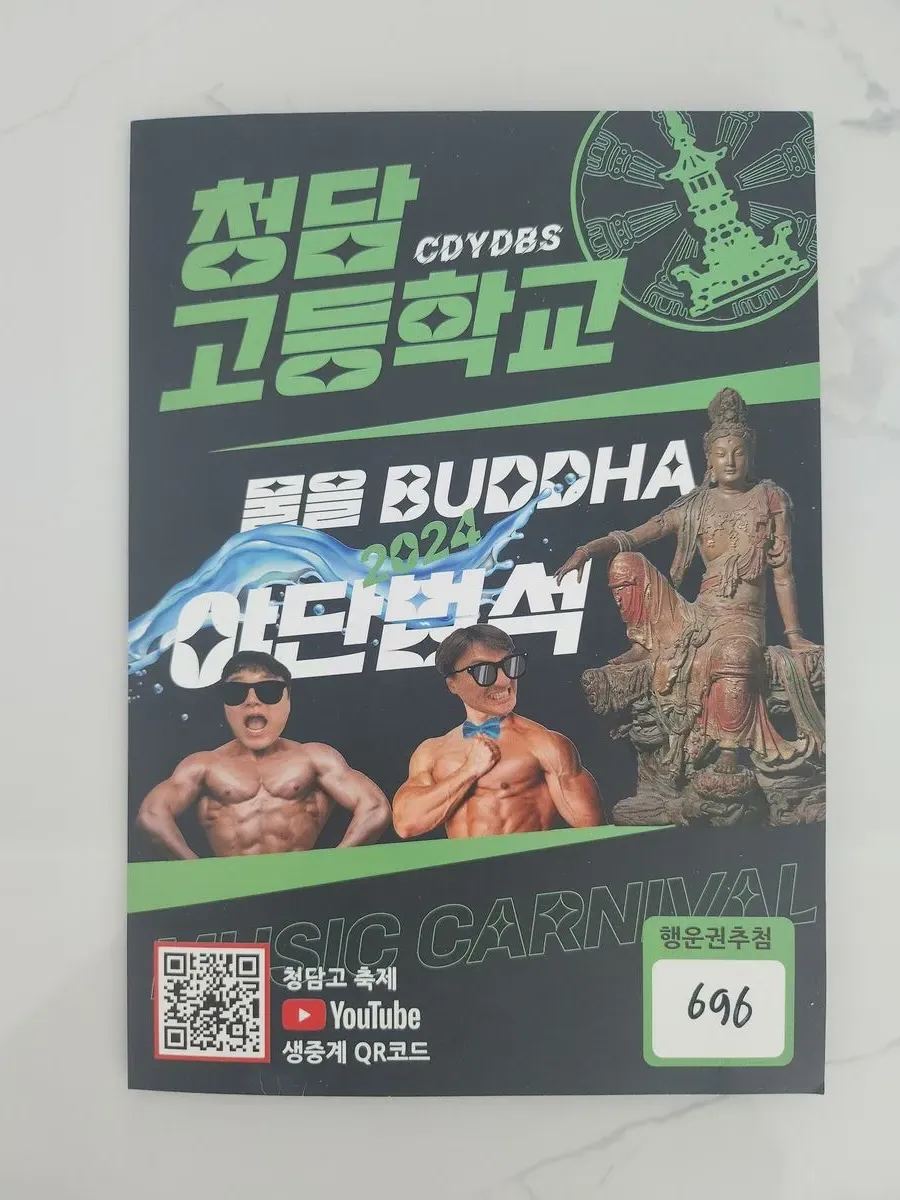 청담
CDYDBS
고등학교
물을 BUDDHA
2024
야단법석
MUSIC CARNIVAL
청담고 축제
YouTube
생중계 QR코드
행운권추첨
696